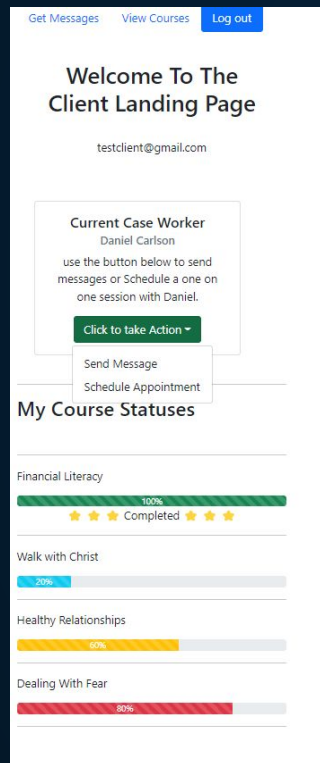 Get Messages View Courses Log out
Welcome To The
Client Landing Page
testclient@gmail.com
Current Case Worker
Daniel Carlson
use the button below to send
messages or Schedule a one on
one session with Daniel.
Click to take Action
Send Message
Schedule Appointment
My Course Statuses
Financial Literacy
100%
Completed
Walk with Christ
20%
Healthy Relationships
60%
Dealing With Fear
80%